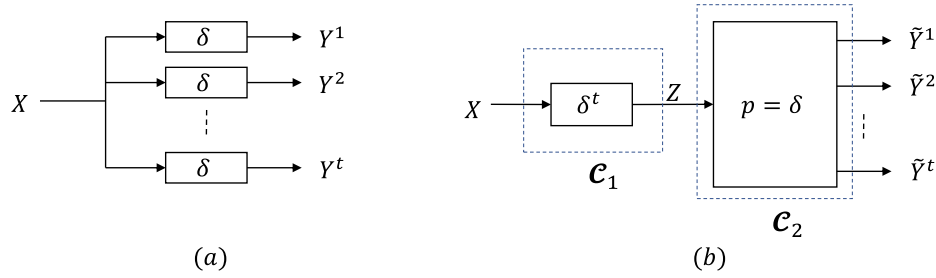 X
δ
Y¹
δ
Y²
δ
Yᵗ
(a)
X
δᵗ
Z
𝓒₁
p = δ
Ỹ¹
Ỹ²
Ỹᵗ
𝓒₂
(b)